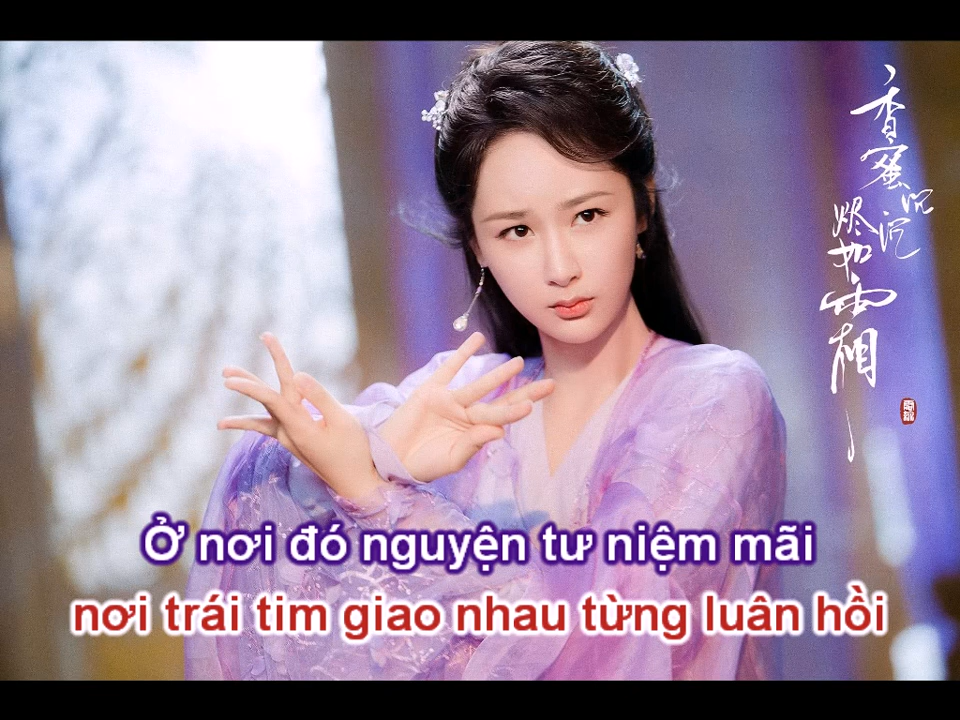 香蜜沉沉
烬如霜
Ở nơi đó nguyện tư niệm mãi
nơi trái tim giao nhau từng luân hồi